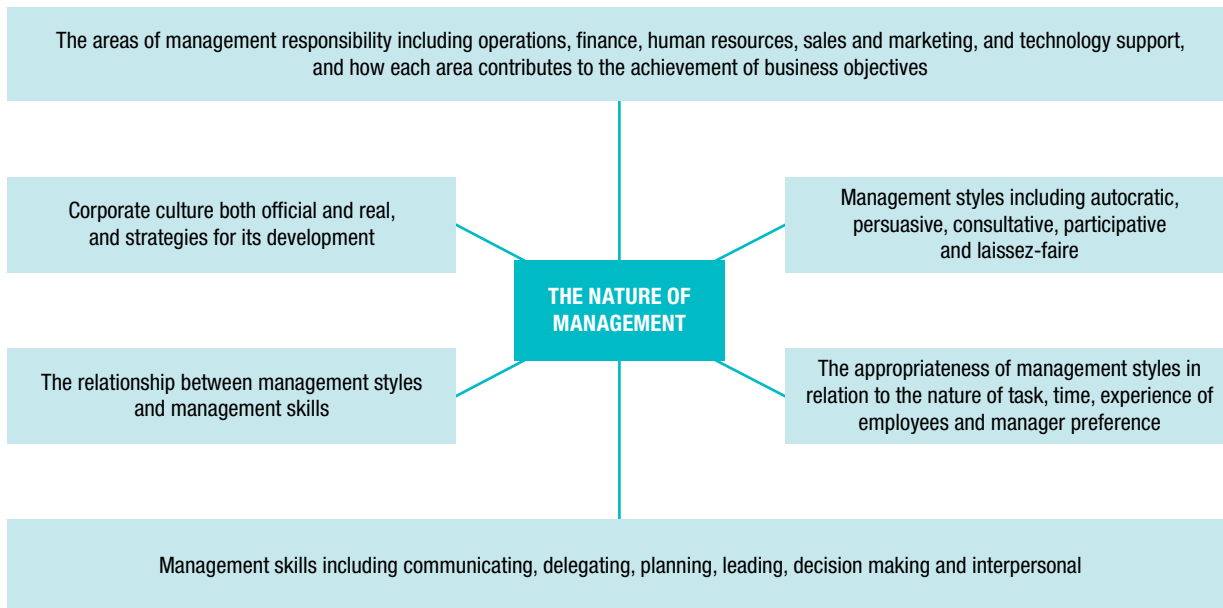 The areas of management responsibility including operations, finance, human resources, sales and marketing, and technology support,
and how each area contributes to the achievement of business objectives
Corporate culture both official and real,
and strategies for its development
Management styles including autocratic,
persuasive, consultative, participative
and laissez-faire
THE NATURE OF
MANAGEMENT
The relationship between management styles
and management skills
The appropriateness of management styles in
relation to the nature of task, time, experience of
employees and manager preference
Management skills including communicating, delegating, planning, leading, decision making and interpersonal